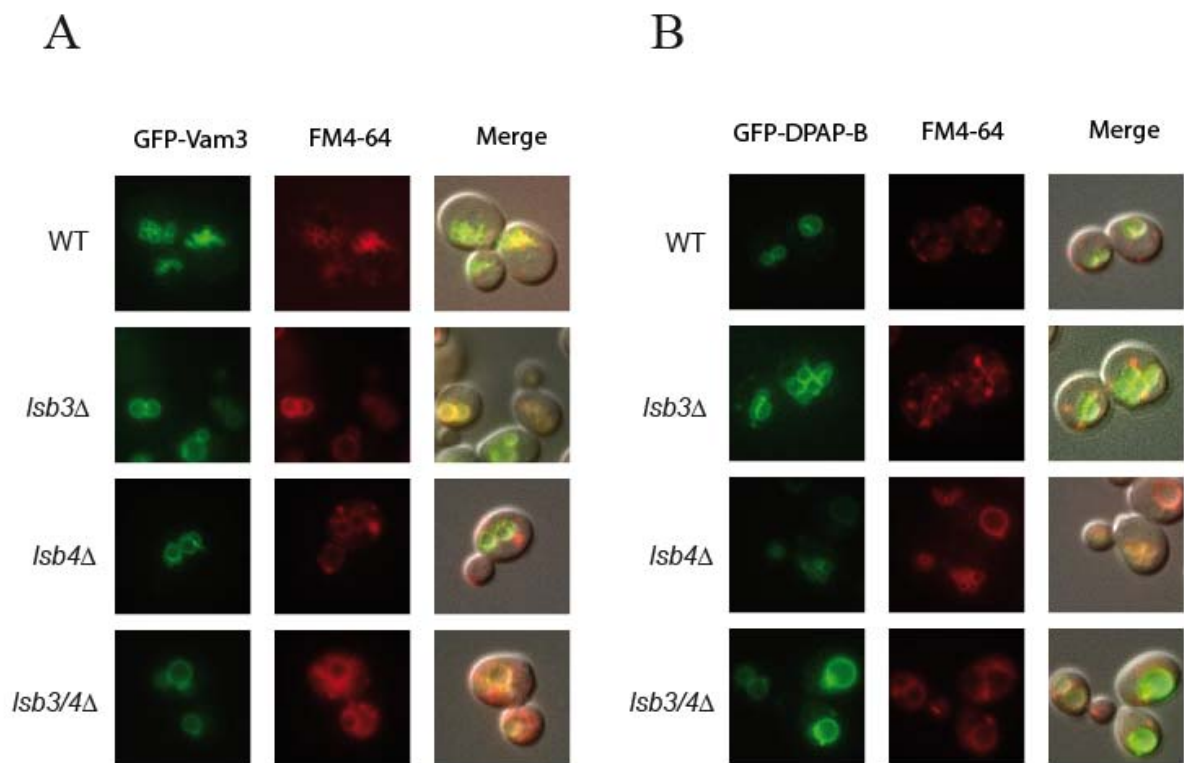 A
GFP-Vam3 FM4-64 Merge
WT
lsb3Δ
lsb4Δ
lsb3/4Δ
B
GFP-DPAP-B FM4-64 Merge
WT
lsb3Δ
lsb4Δ
lsb3/4Δ